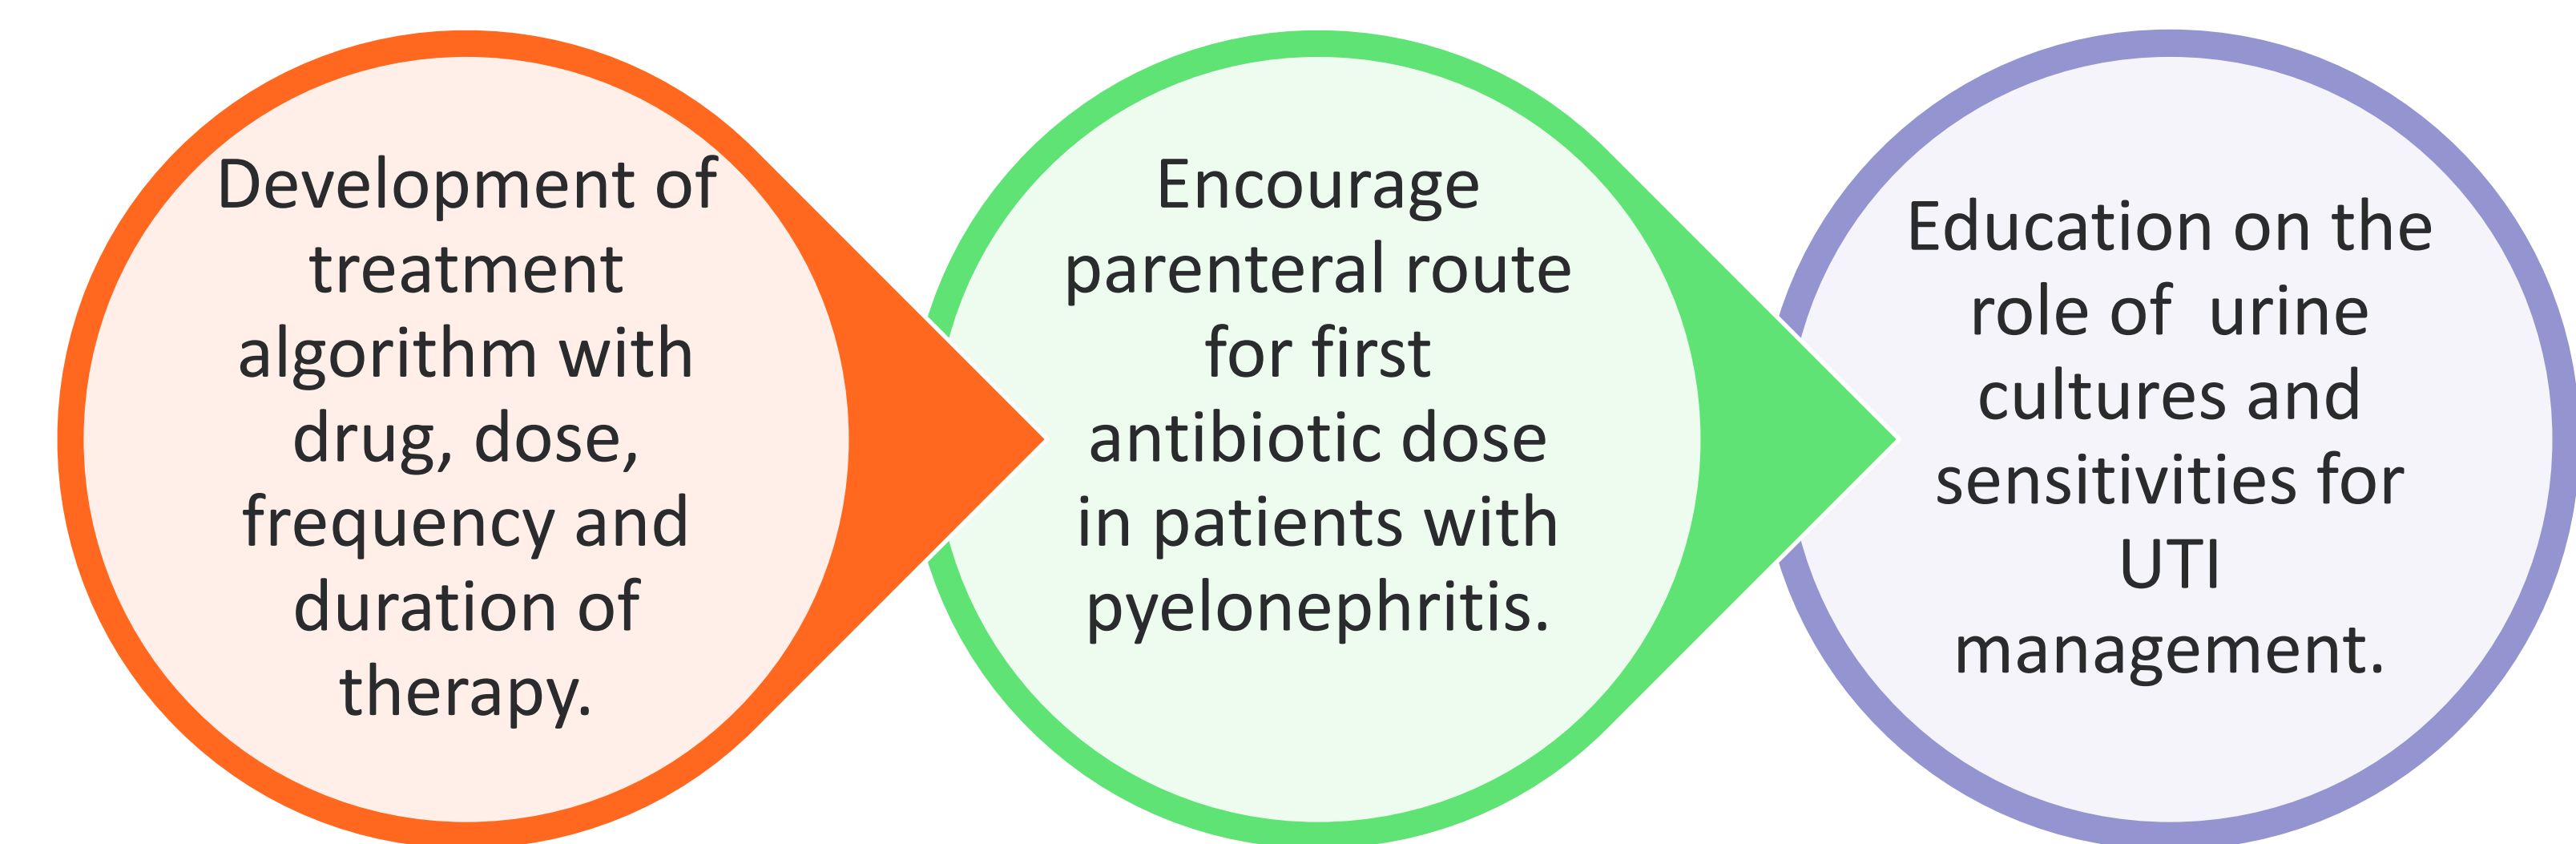 Development of
treatment
algorithm with
drug, dose,
frequency and
duration of
therapy.
Encourage
parenteral route
for first
antibiotic dose
in patients with
pyelonephritis.
Education on the
role of  urine
cultures and
sensitivities for
UTI
management.